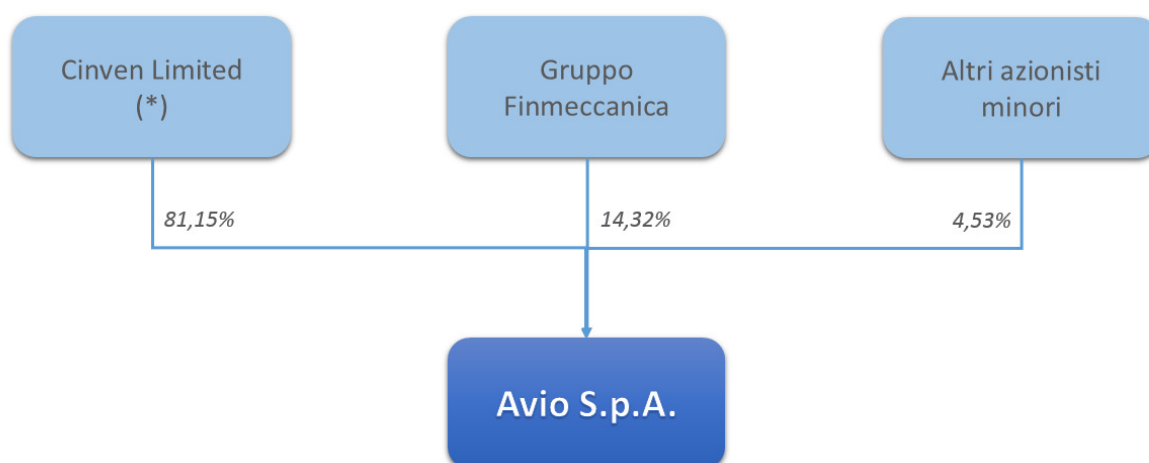 Cinven Limited
(*)
Gruppo
Finmeccanica
Altri azionisti
minori
81,15%
14,32%
4,53%
Avio S.p.A.